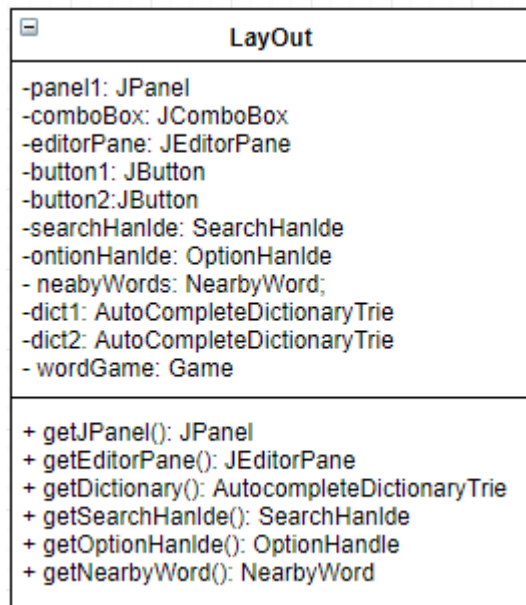 LayOut
-panel1: JPanel
-comboBox: JComboBox
-editorPane: JEditorPane
-button1: JButton
-button2:JButton
-searchHanlde: SearchHanlde
-ontionHanlde: OptionHanlde
- neabyWords: NearbyWord;
-dict1: AutoCompleteDictionaryTrie
-dict2: AutoCompleteDictionaryTrie
- wordGame: Game
+ getJPanel(): JPanel
+ getEditorPane(): JEditorPane
+ getDictionary(): AutocompleteDictionaryTrie
+ getSearchHanlde(): SearchHanlde
+ getOptionHanlde(): OptionHandle
+ getNearbyWord(): NearbyWord